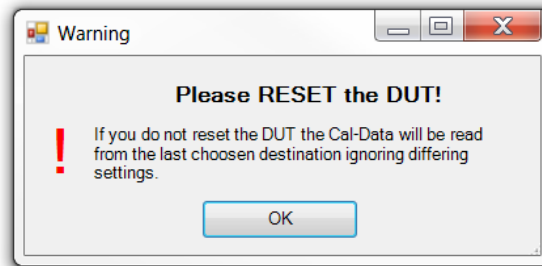 Warning
Please RESET the DUT!
!
If you do not reset the DUT the Cal-Data will be read
from the last choosen destination ignoring differing
settings.
OK